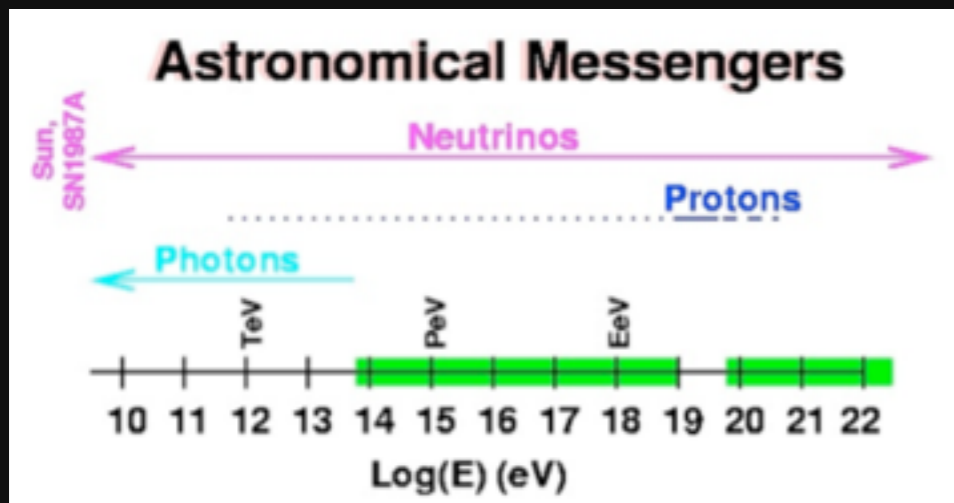 Astronomical Messengers
Sun,
SN1987A
Neutrinos
Protons
Photons
TeV
PeV
EeV
10 11 12 13 14 15 16 17 18 19 20 21 22
Log(E) (eV)